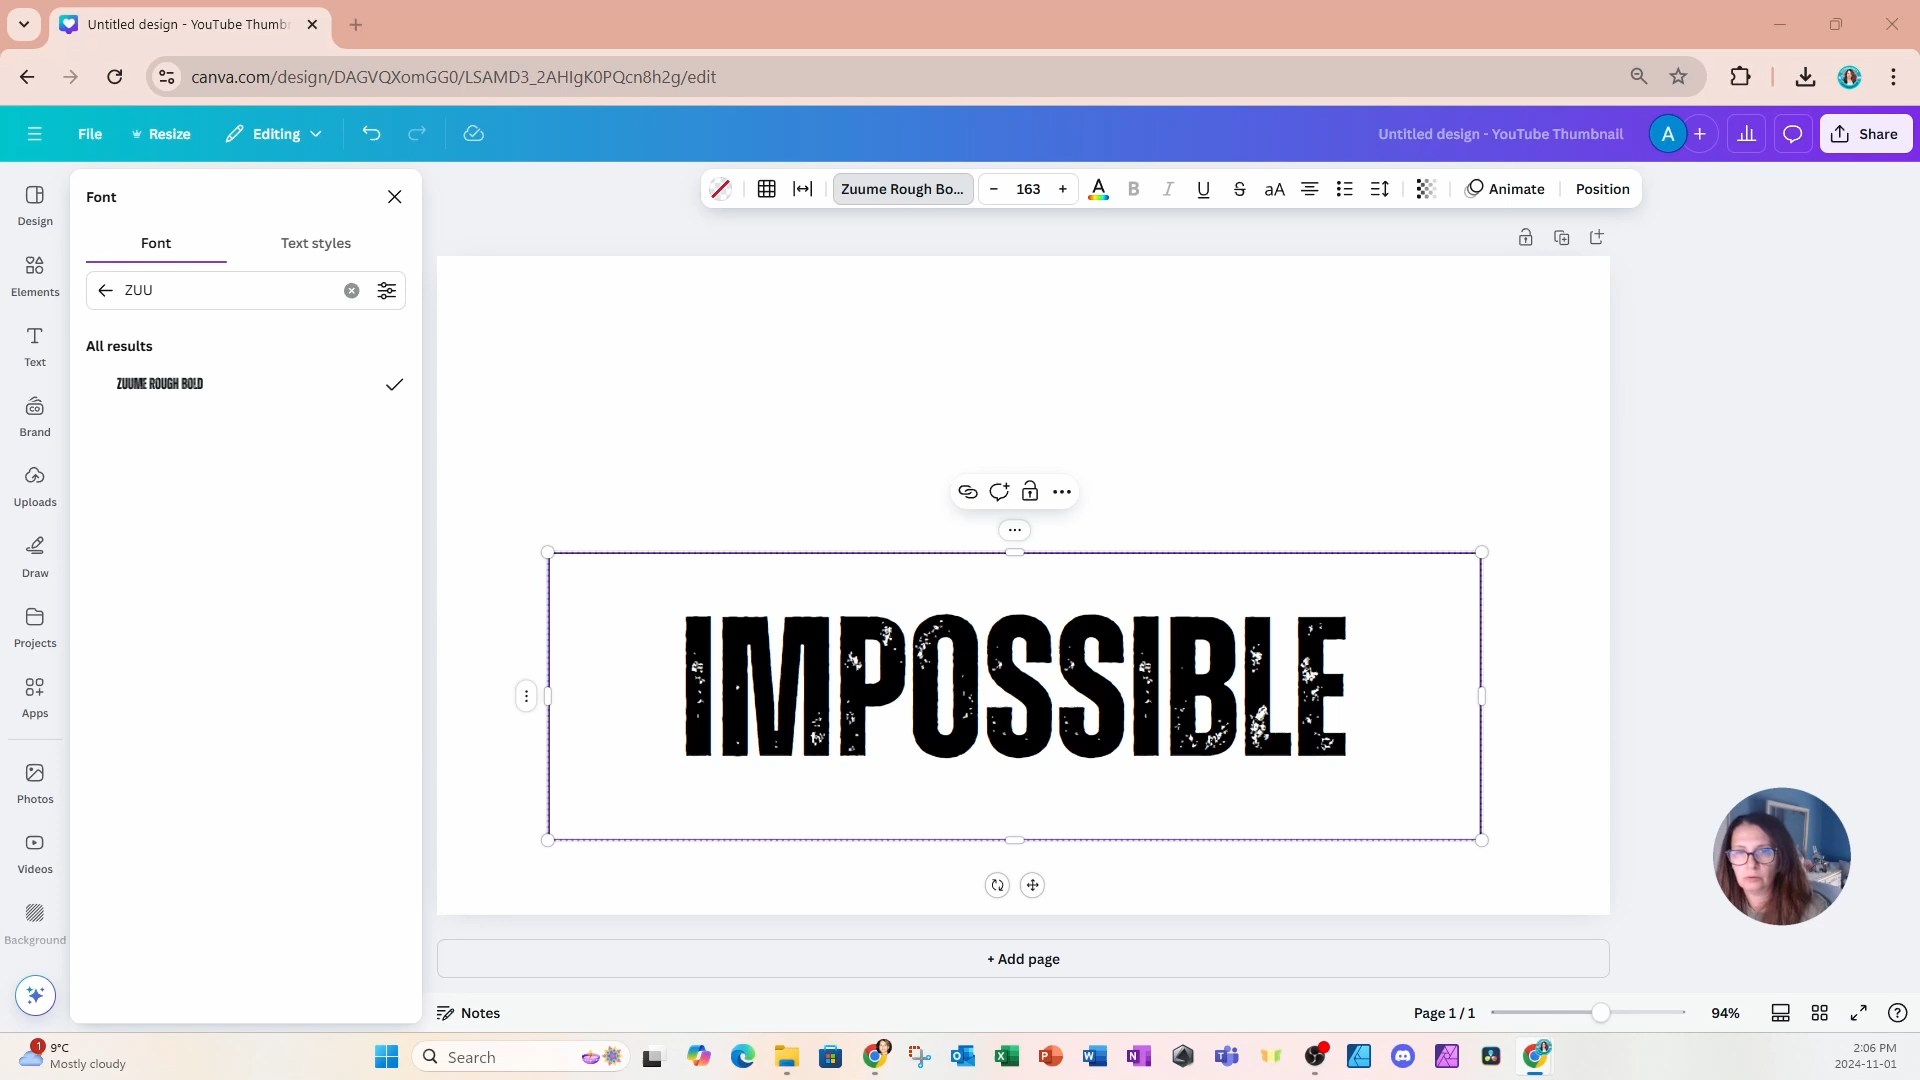 Untitled design - YouTube Thumbn
canva.com/design/DAGVQXomGG0/LSAMD3_2AHIgK0PQcn8h2g/edit
File
Resize
Editing
Untitled design - YouTube Thumbnail
A
Share
Zuume Rough Bo...
163
A
B
I
U
S
aA
Animate
Position
Font
Font
Text styles
ZUU
All results
ZUUME ROUGH BOLD
Design
Elements
Text
Brand
Uploads
Draw
Projects
Apps
Photos
Videos
Background
IMPOSSIBLE
+ Add page
Notes
Page 1 / 1
94%
1
9°C
Mostly cloudy
Search
2:06 PM
2024-11-01